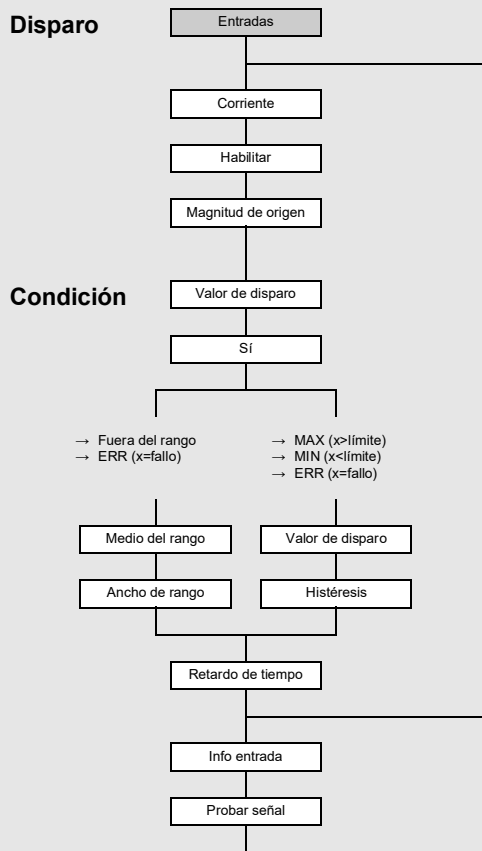 Disparo
Entradas
Corriente
Habilitar
Magnitud de origen
Condición
Valor de disparo
Sí
→ Fuera del rango
→ ERR (x=fallo)
→ MAX (x>límite)
→ MIN (x<límite)
→ ERR (x=fallo)
Medio del rango
Valor de disparo
Ancho de rango
Histéresis
Retardo de tiempo
Info entrada
Probar señal